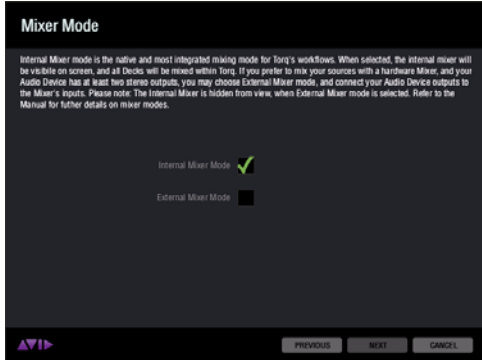 Mixer Mode
Internal Mixer mode is the native and most integrated mixing mode for Torq's workflows. When selected, the internal mixer will
be visibile on screen, and all Decks will be mixed within Torq. If you prefer to mix your sources with a hardware Mixer, and your
Audio Device has at least two stereo outputs, you may choose External Mixer mode, and connect your Audio Device outputs to
the Mixer's inputs. Please note: The Internal Mixer is hidden from view, when External Mixer mode is selected. Refer to the
Manual for futher details on mixer modes.
Internal Mixer Mode
External Mixer Mode
AVID
PREVIOUS NEXT CANCEL